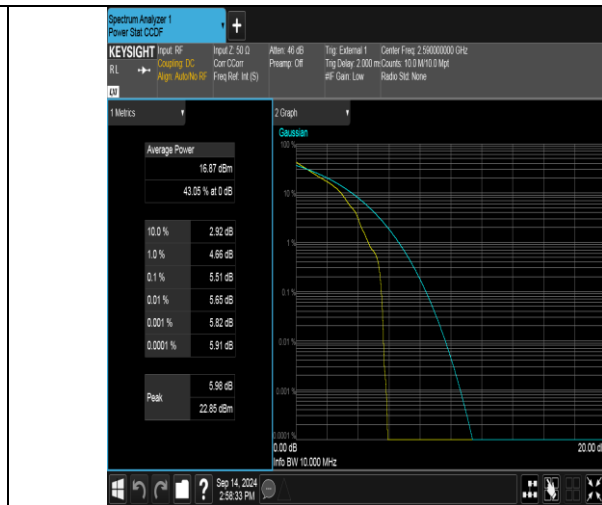 Spectrum Analyzer 1
Power Stat CCDF
+
KEYSIGHT
Input: RF
Input Z: 50 Ω
Atten: 46 dB
Trig: External 1
Center Freq: 2.590000000 GHz
RL
Coupling: DC
Corr CCorr
Preamp: Off
Trig Delay: 2.000 ms
Counts: 10.0 M/10.0 Mpt
Align: Auto/No RF
Freq Ref: Int (S)
#IF Gain: Low
Radio Std: None
1 Metrics
2 Graph
Gaussian
Average Power
16.87 dBm
43.05 % at 0 dB
10.0 % 2.92 dB
1.0 % 4.66 dB
0.1 % 5.51 dB
0.01 % 5.65 dB
0.001 % 5.82 dB
0.0001 % 5.91 dB
Peak
5.98 dB
22.85 dBm
100 %
10 %
1 %
0.1 %
0.01 %
0.001 %
0.0001 %
0.00 dB
20.00
Info BW 10.000 MHz
?
Sep 14, 2024
2:58:33 PM